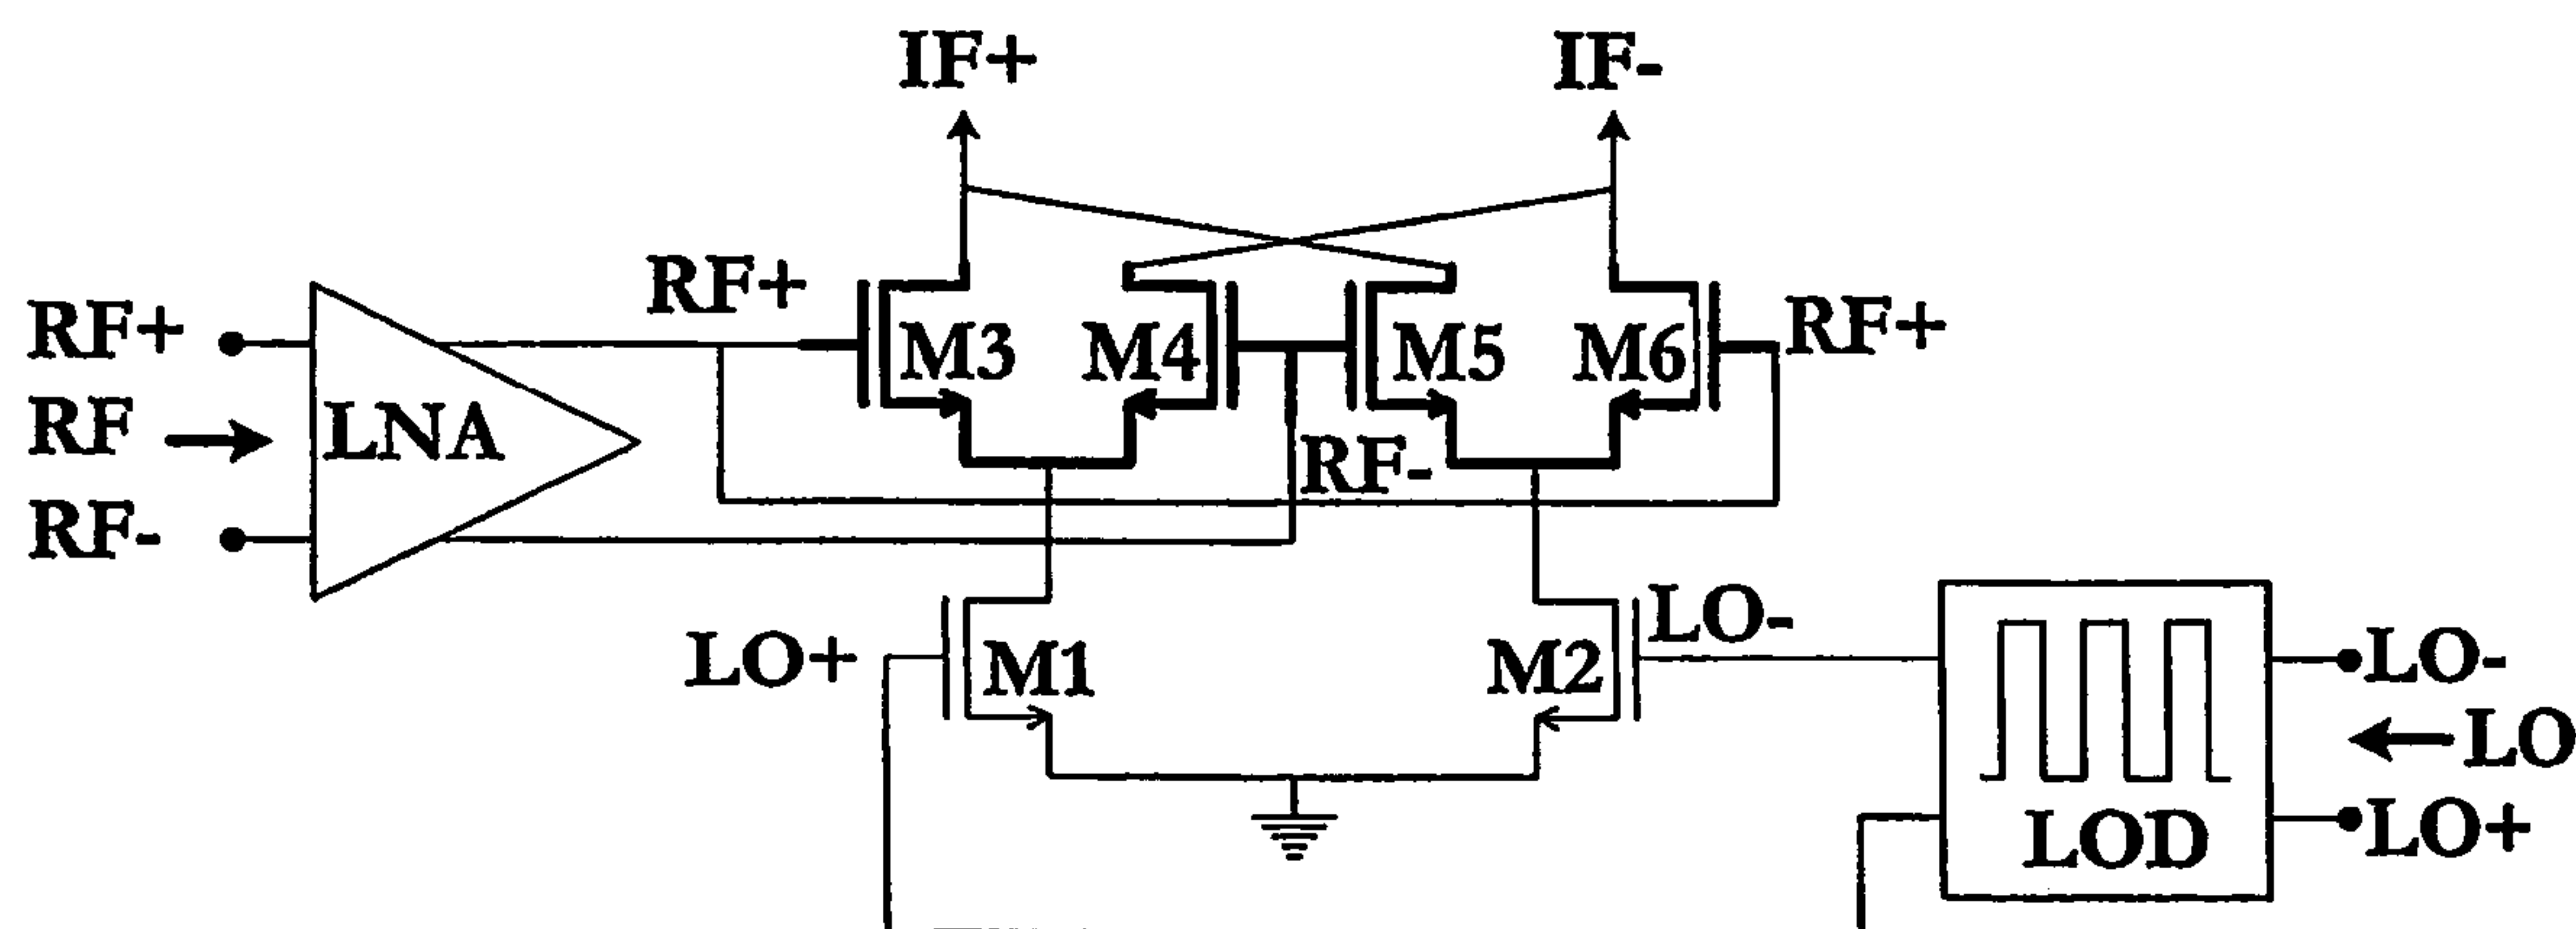 IF+ IF-
RF+ RF+ M3 M4 M5 M6 RF+
RF LNA RF-
RF-
LO+ M1 M2 LO- LO-
LO
LOD LO+